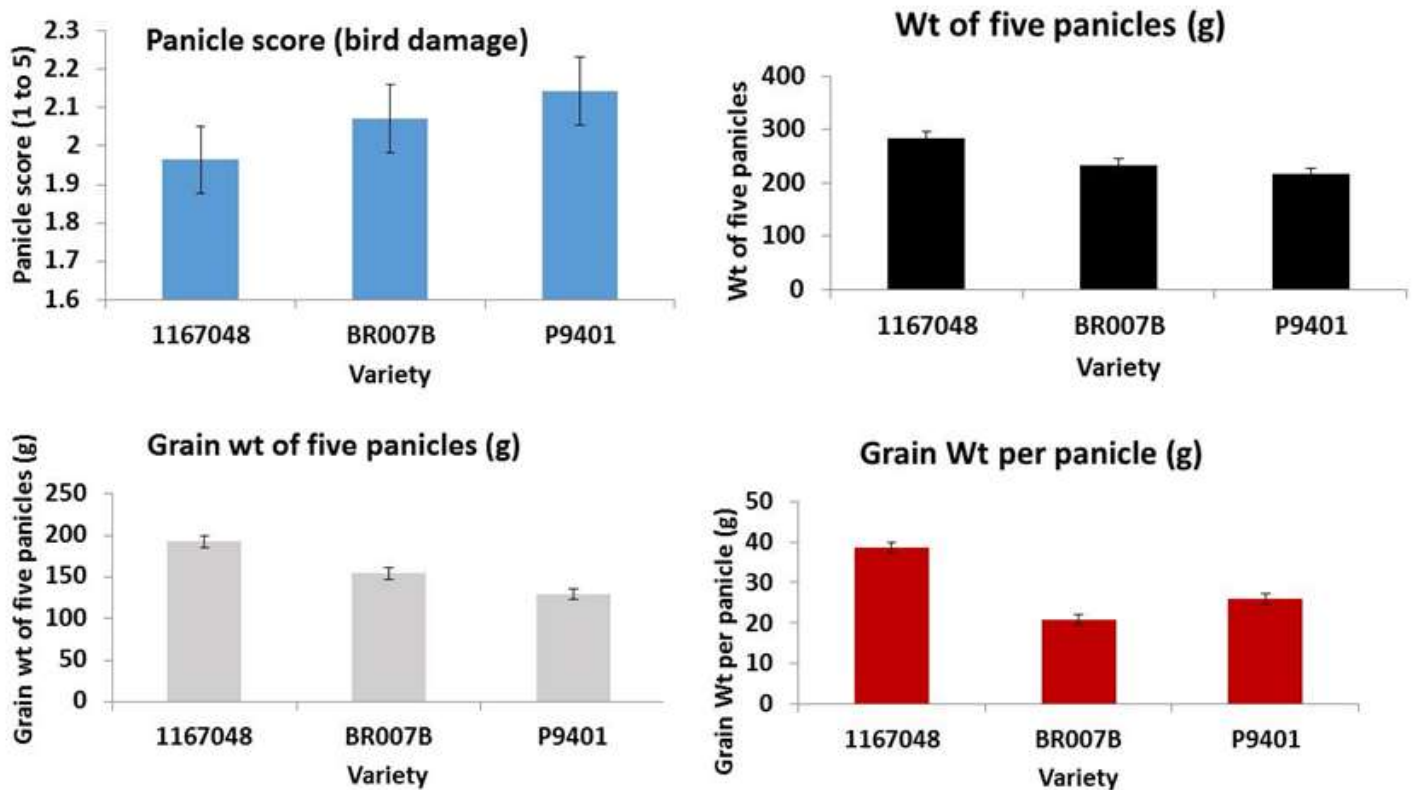 Panicle score (bird damage)
Panicle score (1 to 5)
2.3
2.2
2.1
2
1.9
1.8
1.7
1.6
1167048 BR007B P9401
Variety
Wt of five panicles (g)
Wt of five panicles
400
300
200
100
0
1167048 BR007B P9401
Variety
Grain wt of five panicles (g)
Grain wt of five panicles (g)
250
200
150
100
50
0
1167048 BR007B P9401
Variety
Grain Wt per panicle (g)
Grain Wt per panicle (g)
50
40
30
20
10
0
1167048 BR007B P9401
Variety